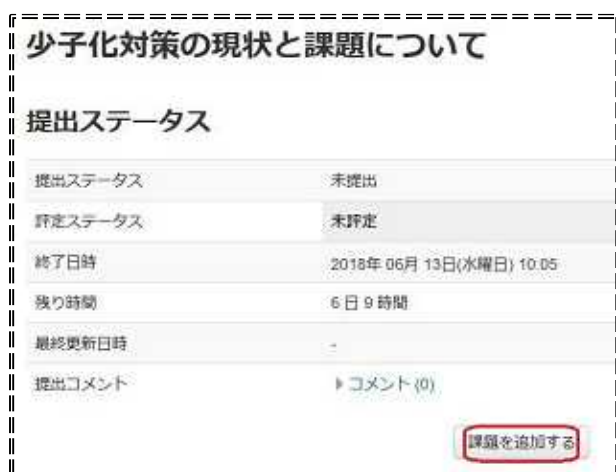 少子化対策の現状と課題について
提出ステータス
提出ステータス 未提出
評定ステータス 未評定
終了日時 2018年 06月 13日(水曜日) 10:05
残り時間 6 日 9 時間
最終更新日時 -
提出コメント ▶ コメント (0)
課題を追加する